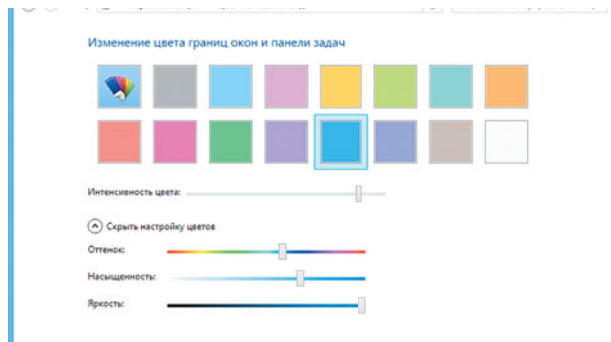 Изменение цвета границ окон и панели задач
Интенсивность цвета:
Скрыть настройку цветов
Оттенок:
Насыщенность:
Яркость: